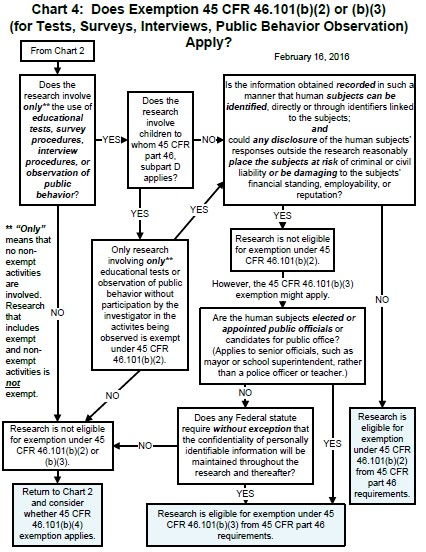 Chart 4: Does Exemption 45 CFR 46.101(b)(2) or (b)(3)
(for Tests, Surveys, Interviews, Public Behavior Observation)
Apply?
February 16, 2016
From Chart 2
Does the
research involve
only** the use of
educational
tests, survey
procedures,
interview
procedures, or
observation of
public
behavior?
YES
Does the
research
involve
children to
whom 45 CFR
part 46,
subpart D
applies?
NO
Is the information obtained recorded in such a
manner that human subjects can be
identified, directly or through identifiers linked
to the subjects;
and
could any disclosure of the human subjects'
responses outside the research reasonably
place the subjects at risk of criminal or civil
liability or be damaging to the subjects'
financial standing, employability, or
reputation?
YES
YES
YES
** "Only"
means that
no non-
exempt
activities
are
involved.
Research
that
includes
exempt
and non-
exempt
activities is
not
exempt.
NO
Only research
involving only**
educational tests or
observation of public
behavior without
participation by the
investigator in the
activites being
observed is exempt
under 45 CFR
46.101(b)(2).
NO
Research is not eligible
for exemption under 45
CFR 46.101(b)(2).
However, the 45 CFR 46.101(b)(3)
exemption might apply.
NO
Are the human subjects elected or
appointed public officials or
candidates for public office?
(Applies to senior officials, such as
mayor or school superintendent, rather
than a police officer or teacher.)
NO
YES
Does any Federal statute
require without exception that
the confidentiality of personally
identifiable information will be
maintained throughout the
research and thereafter?
NO
YES
Research is not eligible
for exemption under 45
CFR 46.101(b)(2) or
(b)(3).
Return to Chart 2
and consider
whether 45 CFR
46.101(b)(4)
exemption applies.
Research is eligible for exemption under 45
CFR 46.101(b)(3) from 45 CFR part 46
requirements.
Research is
eligible for
exemption
under 45 CFR
46.101(b)(2)
from 45 CFR
part 46
requirements.